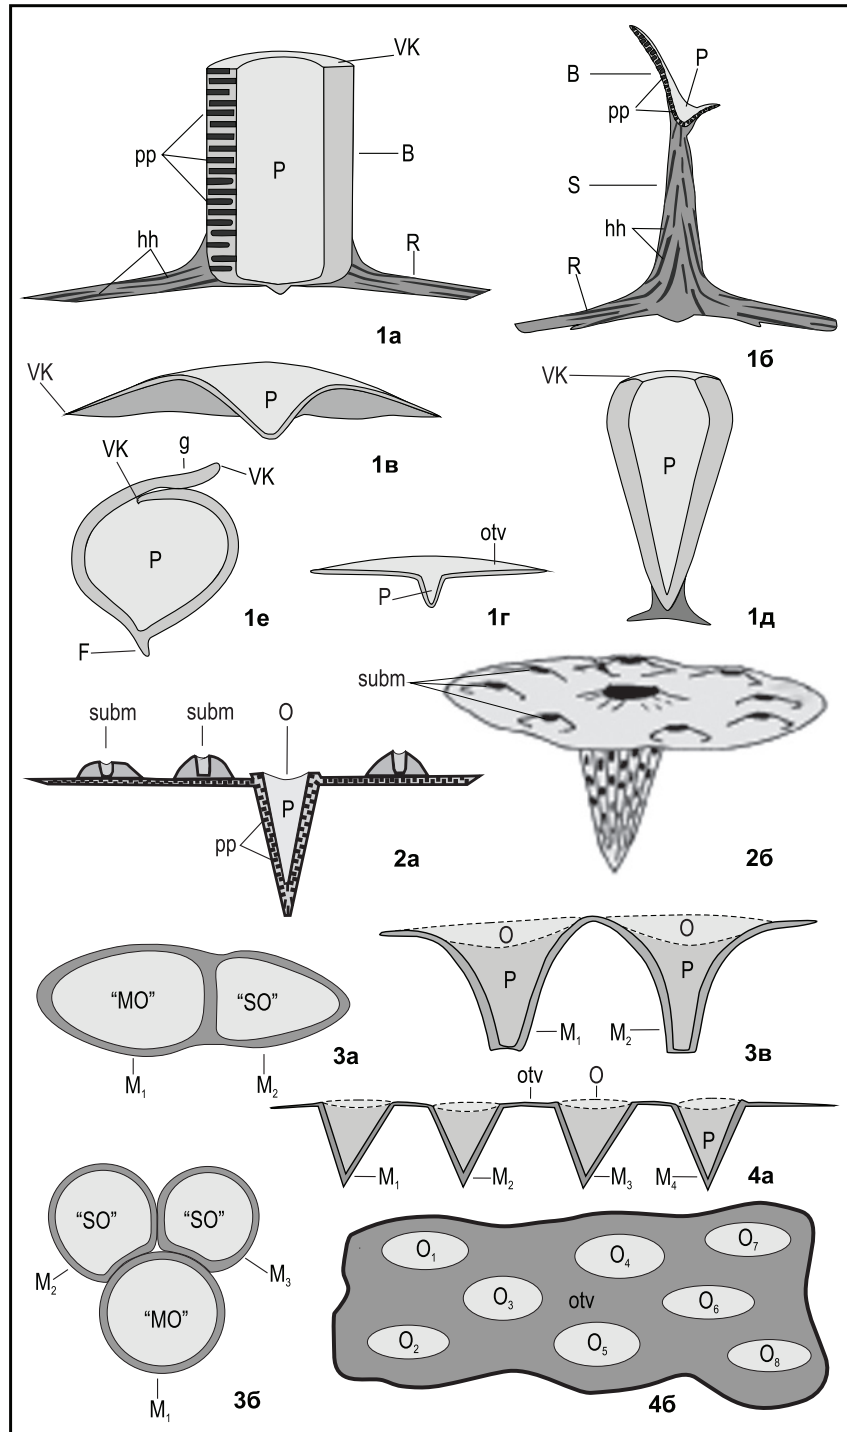 VK
B
pp
P
hh
R
1а
P
B
pp
S
hh
R
1б
VK
P
1в
VK
P
1д
g
VK
VK
P
1е
F
otv
P
1г
subm
2б
subm
subm
O
P
pp
2а
“MO”
“SO”
M1
M2
3а
O
O
P
P
M1
M2
3в
otv
O
P
M1
M2
M3
M4
4а
“SO”
“SO”
M2
M3
“MO”
M1
3б
O1
O4
O7
O3
otv
O6
O2
O5
O8
4б